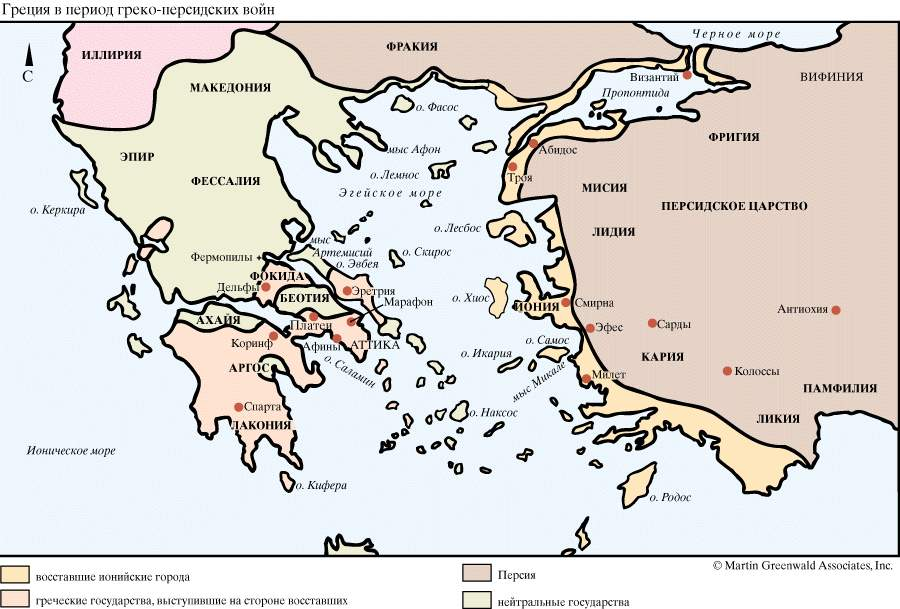 Греция в период греко-персидских войн
Черное море
ИЛЛИРИЯ
ФРАКИЯ
С
Византий
ВИФИНИЯ
МАКЕДОНИЯ
Пропонтида
о. Фасос
ФРИГИЯ
мыс Афон
Абидос
ЭПИР
о. Лемнос
Троя
ФЕССАЛИЯ
МИСИЯ
Эгейское море
о. Керкира
ПЕРСИДСКОЕ ЦАРСТВО
о. Лесбос
ЛИДИЯ
мыс
Артемисий
о. Скирос
Фермопилы
о. Эвбея
ФОКИДА
Дельфы
Эретрия
БЕОТИЯ
о. Хиос
Марафон
ИОНИЯ
Смирна
Антиохия
АХАЙЯ
Платеи
Эфес
Сарды
Коринф
Афины
АТТИКА
о. Самос
о. Икария
КАРИЯ
АРГОС
о. Саламин
мыс Микале
Милет
Колоссы
ПАМФИЛИЯ
Спарта
о. Наксос
ЛИКИЯ
ЛАКОНИЯ
Ионическое море
о. Кифера
о. Родос
© Martin Greenwald Associates, Inc.
восставшие ионийские города
Персия
греческие государства, выступившие на стороне восставших
нейтральные государства